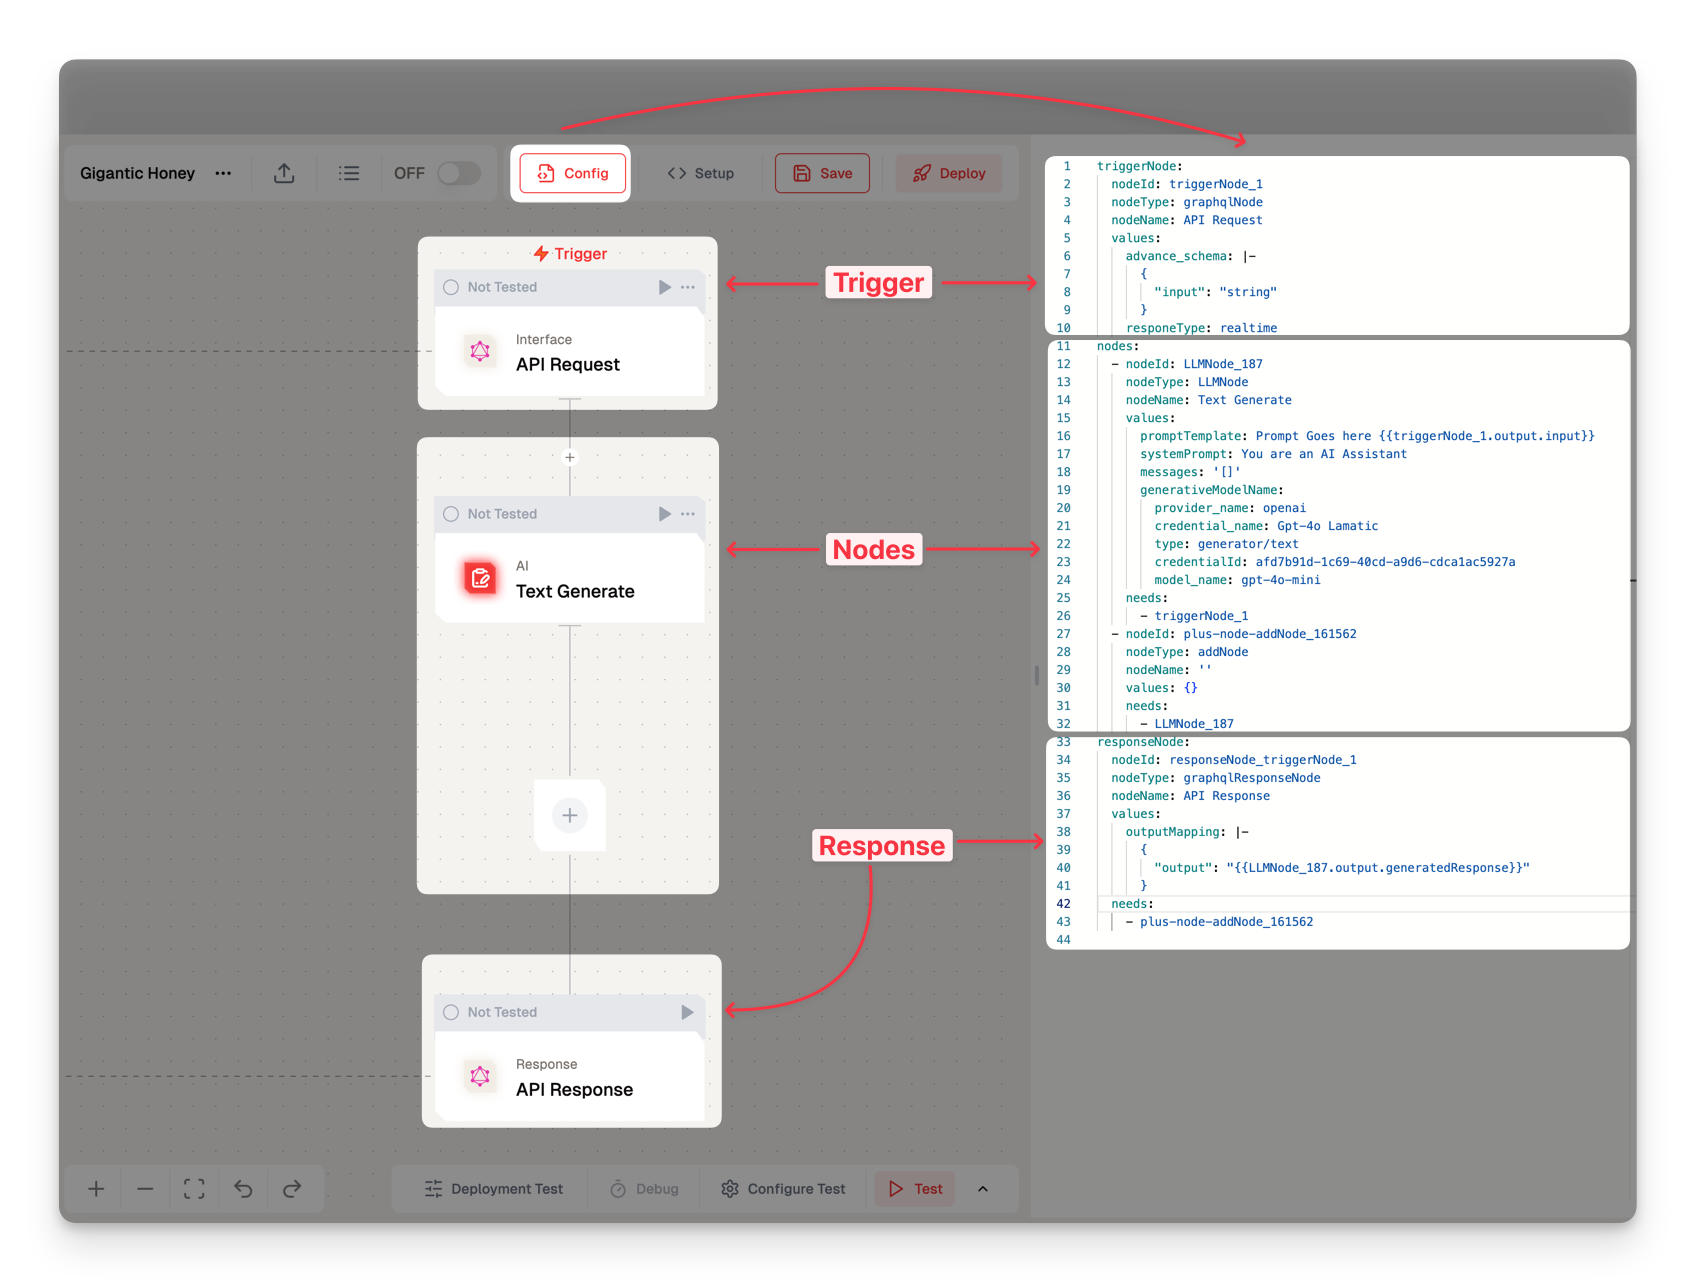 Gigantic Honey
OFF
Config
Setup
Save
Deploy
Trigger
Not Tested
Interface
API Request
Not Tested
AI
Text Generate
Not Tested
Response
API Response
Trigger
Nodes
Response
1 triggerNode:
2 nodeId: triggerNode_1
3 nodeType: graphqlNode
4 nodeName: API Request
5 values:
6 advance_schema: |-
7 {
8 "input": "string"
9 }
10 responeType: realtime
11 nodes:
12 - nodeId: LLMNode_187
13 nodeType: LLMNode
14 nodeName: Text Generate
15 values:
16 promptTemplate: Prompt Goes here {{triggerNode_1.output.input}}
17 systemPrompt: You are an AI Assistant
18 messages: '[]'
19 generativeModelName:
20 provider_name: openai
21 credential_name: Gpt-4o Lamatic
22 type: generator/text
23 credentialId: afd7b91d-1c69-40cd-a9d6-cdca1ac5927a
24 model_name: gpt-4o-mini
25 needs:
26 - triggerNode_1
27 - nodeId: plus-node-addNode_161562
28 nodeType: addNode
29 nodeName: ''
30 values: {}
31 needs:
32 - LLMNode_187
33 responseNode:
34 nodeId: responseNode_triggerNode_1
35 nodeType: graphqlResponseNode
36 nodeName: API Response
37 values:
38 outputMapping: |-
39 {
40 "output": "{{LLMNode_187.output.generatedResponse}}"
41 }
42 needs:
43 - plus-node-addNode_161562
44
Deployment Test
Debug
Configure Test
Test